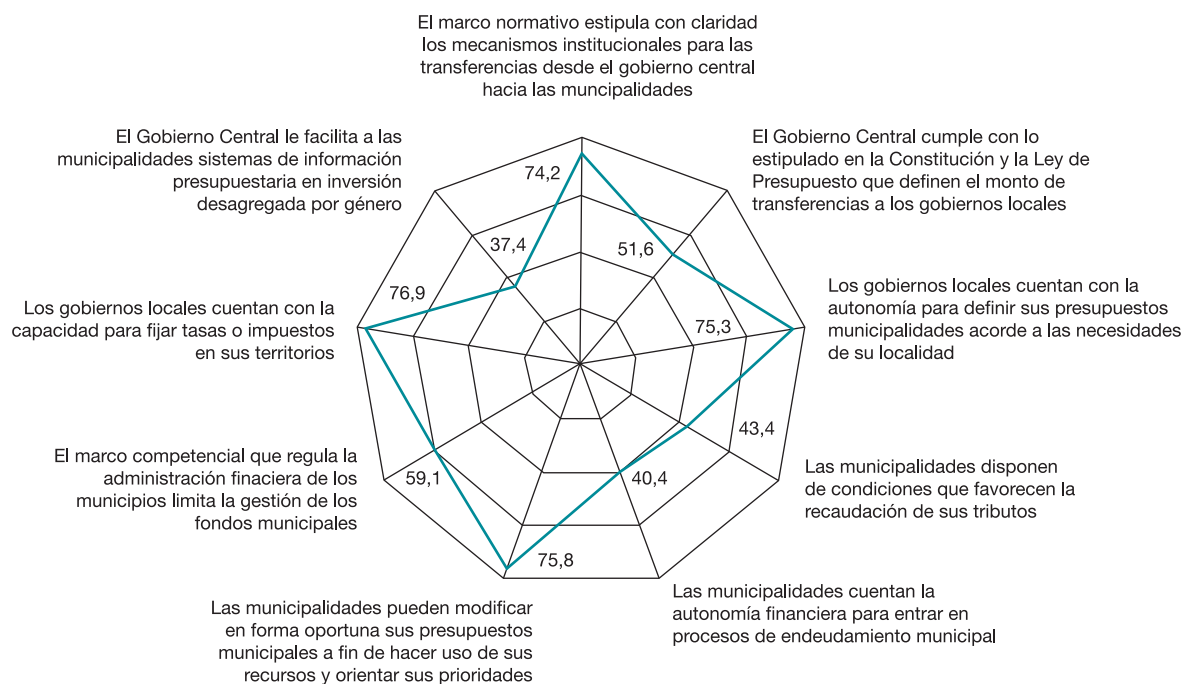 El marco normativo estipula con claridad
los mecanismos institucionales para las
transferencias desde el gobierno central
hacia las muncipalidades
El Gobierno Central le facilita a las
municipalidades sistemas de información
presupuestaria en inversión
desagregada por género
El Gobierno Central cumple con lo
estipulado en la Constitución y la Ley de
Presupuesto que definen el monto de
transferencias a los gobiernos locales
74,2
37,4
51,6
76,9
75,3
Los gobiernos locales cuentan con la
capacidad para fijar tasas o impuestos
en sus territorios
Los gobiernos locales cuentan con la
autonomía para definir sus presupuestos
municipalidades acorde a las necesidades
de su localidad
43,4
El marco competencial que regula la
administración finaciera de los
municipios limita la gestión de los
fondos municipales
59,1
40,4
Las municipalidades disponen
de condiciones que favorecen la
recaudación de sus tributos
75,8
Las municipalidades pueden modificar
en forma oportuna sus presupuestos
municipales a fin de hacer uso de sus
recursos y orientar sus prioridades
Las municipalidades cuentan la
autonomía financiera para entrar en
procesos de endeudamiento municipal